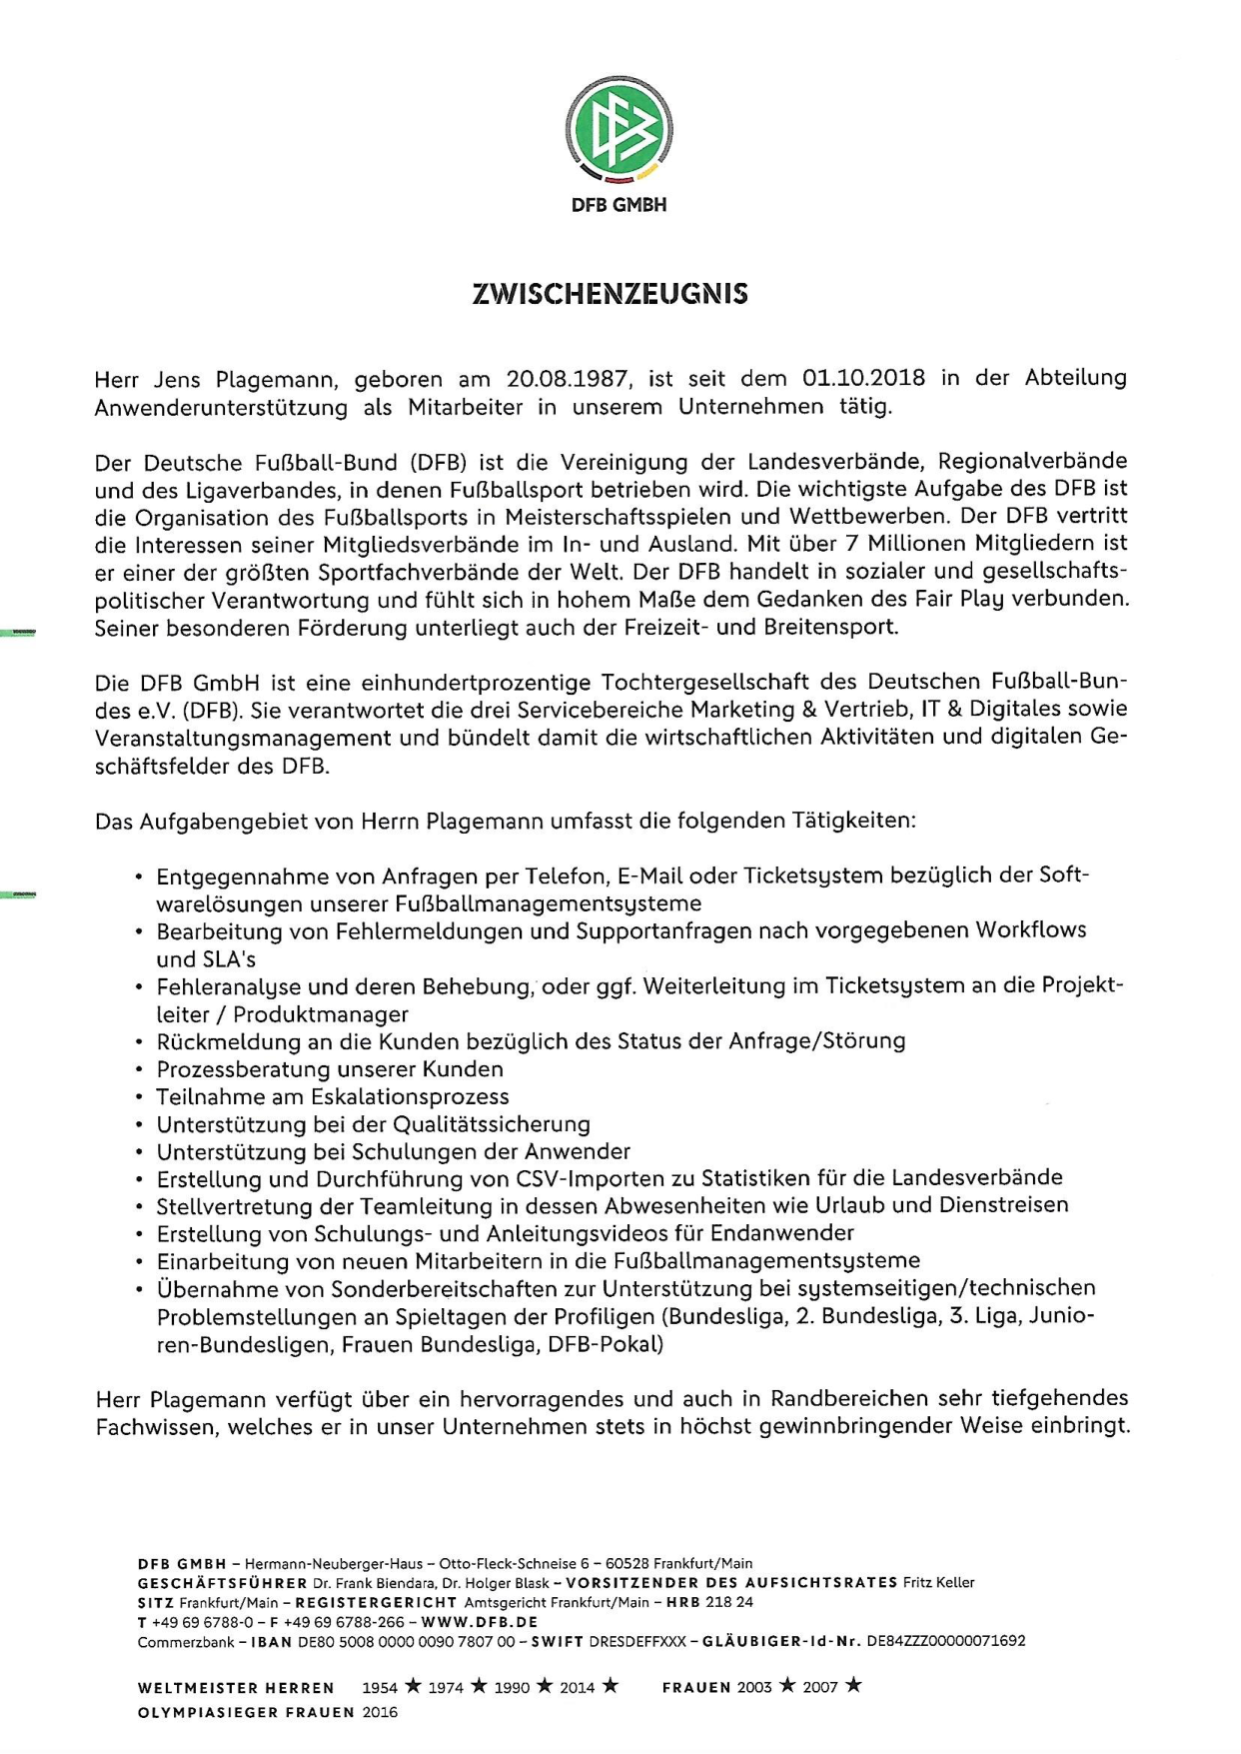 DFB
DFB GMBH
ZWISCHENZEUGNIS
Herr Jens Plagemann, geboren am 20.08.1987, ist seit dem 01.10.2018 in der Abteilung
Anwenderunterstützung als Mitarbeiter in unserem Unternehmen tätig.
Der Deutsche Fußball-Bund (DFB) ist die Vereinigung der Landesverbände, Regionalverbände
und des Ligaverbandes, in denen Fußballsport betrieben wird. Die wichtigste Aufgabe des DFB ist
die Organisation des Fußballsports in Meisterschaftsspielen und Wettbewerben. Der DFB vertritt
die Interessen seiner Mitgliedsverbände im In- und Ausland. Mit über 7 Millionen Mitgliedern ist
er einer der größten Sportfachverbände der Welt. Der DFB handelt in sozialer und gesellschafts-
politischer Verantwortung und fühlt sich in hohem Maße dem Gedanken des Fair Play verbunden.
Seiner besonderen Förderung unterliegt auch der Freizeit- und Breitensport.
Die DFB GmbH ist eine einhundertprozentige Tochtergesellschaft des Deutschen Fußball-Bun-
des e.V. (DFB). Sie verantwortet die drei Servicebereiche Marketing & Vertrieb, IT & Digitales sowie
Veranstaltungsmanagement und bündelt damit die wirtschaftlichen Aktivitäten und digitalen Ge-
schäftsfelder des DFB.
Das Aufgabengebiet von Herrn Plagemann umfasst die folgenden Tätigkeiten:
• Entgegennahme von Anfragen per Telefon, E-Mail oder Ticketsystem bezüglich der Soft-
warelösungen unserer Fußballmanagementsysteme
• Bearbeitung von Fehlermeldungen und Supportanfragen nach vorgegebenen Workflows
und SLA's
• Fehleranalyse und deren Behebung, oder ggf. Weiterleitung im Ticketsystem an die Projekt-
leiter / Produktmanager
• Rückmeldung an die Kunden bezüglich des Status der Anfrage/Störung
• Prozessberatung unserer Kunden
• Teilnahme am Eskalationsprozess
• Unterstützung bei der Qualitätssicherung
• Unterstützung bei Schulungen der Anwender
• Erstellung und Durchführung von CSV-Importen zu Statistiken für die Landesverbände
• Stellvertretung der Teamleitung in dessen Abwesenheiten wie Urlaub und Dienstreisen
• Erstellung von Schulungs- und Anleitungsvideos für Endanwender
• Einarbeitung von neuen Mitarbeitern in die Fußballmanagementsysteme
• Übernahme von Sonderbereitschaften zur Unterstützung bei systemseitigen/technischen
Problemstellungen an Spieltagen der Profiligen (Bundesliga, 2. Bundesliga, 3. Liga, Junio-
ren-Bundesligen, Frauen Bundesliga, DFB-Pokal)
Herr Plagemann verfügt über ein hervorragendes und auch in Randbereichen sehr tiefgehendes
Fachwissen, welches er in unser Unternehmen stets in höchst gewinnbringender Weise einbringt.
DFB GMBH – Hermann-Neuberger-Haus – Otto-Fleck-Schneise 6 – 60528 Frankfurt/Main
GESCHÄFTSFÜHRER Dr. Frank Biendara, Dr. Holger Blask – VORSITZENDER DES AUFSICHTSRATES Fritz Keller
SITZ Frankfurt/Main – REGISTERGERICHT Amtsgericht Frankfurt/Main – HRB 218 24
T +49 69 6788-0 – F +49 69 6788-266 – WWW.DFB.DE
Commerzbank – IBAN DE80 5008 0000 0090 7807 00 – SWIFT DRESDEFFXXX – GLÄUBIGER-Id-Nr. DE84ZZZ00000071692
WELTMEISTER HERREN 1954 ★ 1974 ★ 1990 ★ 2014 ★ FRAUEN 2003 ★ 2007 ★
OLYMPIASIEGER FRAUEN 2016